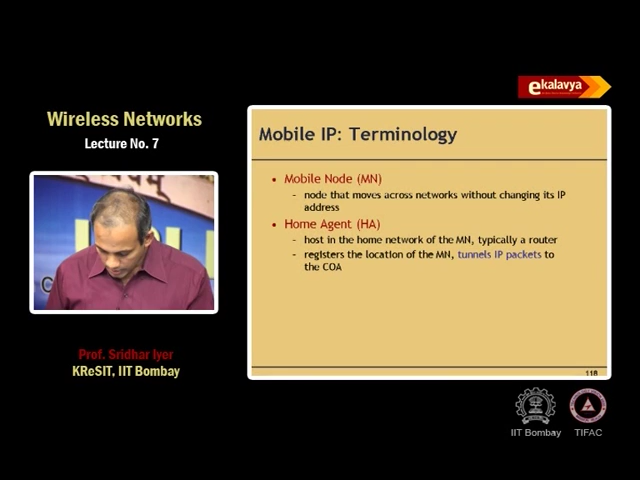 ekalavya
Wireless Networks
Lecture No. 7
Mobile IP: Terminology
• Mobile Node (MN)
– node that moves across networks without changing its IP
address
• Home Agent (HA)
– host in the home network of the MN, typically a router
– registers the location of the MN, tunnels IP packets to
the COA
Prof. Sridhar Iyer
KReSIT, IIT Bombay
118
IIT Bombay
TIFAC